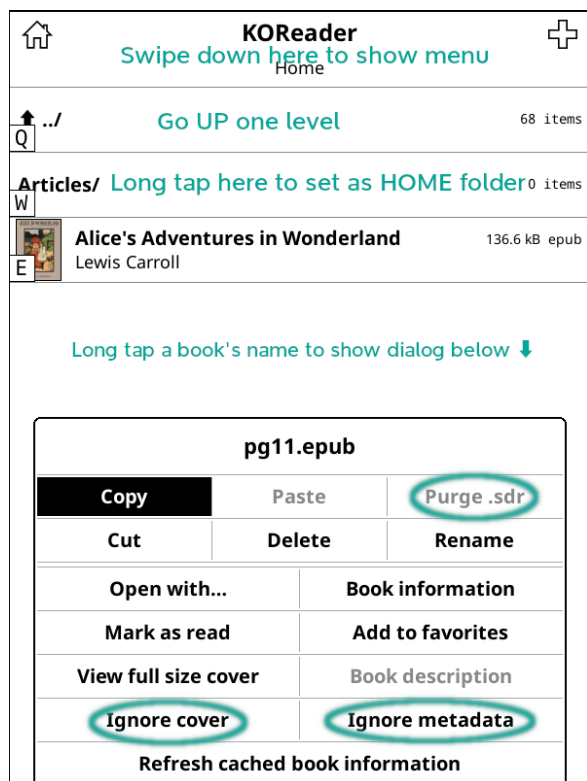 KOReader
Swipe down here to show menu
Home
../ Go UP one level 68 items
Q
Articles/ Long tap here to set as HOME folder 0 items
W
Alice's Adventures in Wonderland 136.6 kB epub
E Lewis Carroll
Long tap a book's name to show dialog below
pg11.epub
Copy Paste Purge .sdr
Cut Delete Rename
Open with... Book information
Mark as read Add to favorites
View full size cover Book description
Ignore cover Ignore metadata
Refresh cached book information